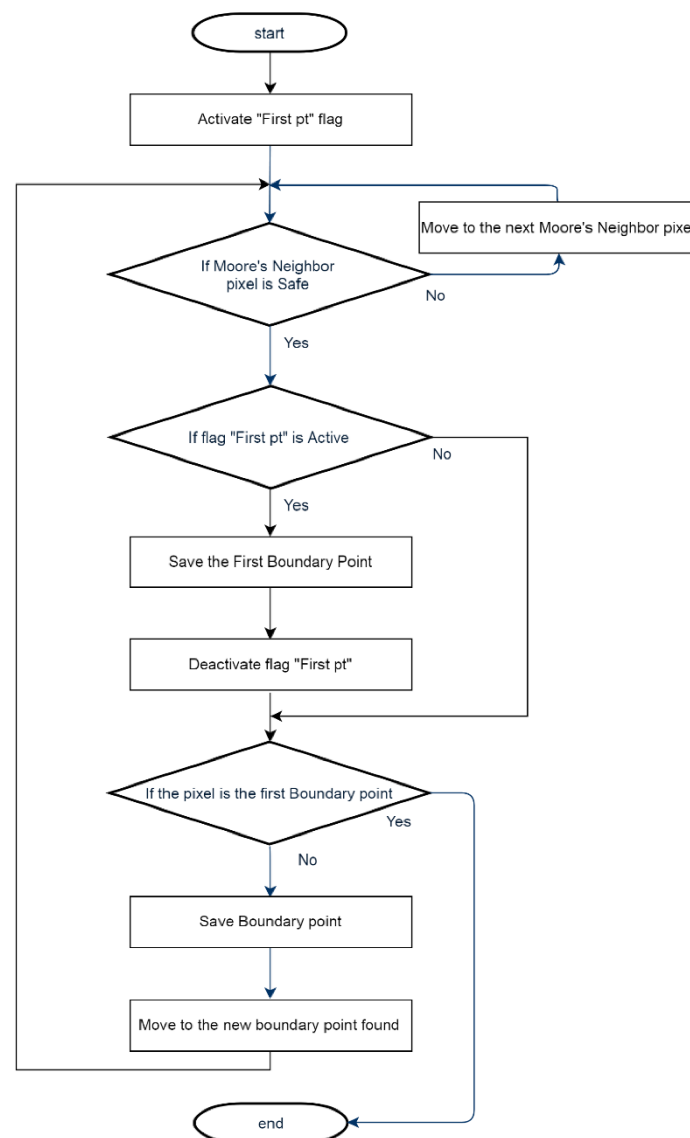 start
Activate "First pt" flag
Move to the next Moore's Neighbor pixel
If Moore's Neighbor
pixel is Safe
No
Yes
If flag "First pt" is Active
No
Yes
Save the First Boundary Point
Deactivate flag "First pt"
If the pixel is the first Boundary point
Yes
No
Save Boundary point
Move to the new boundary point found
end